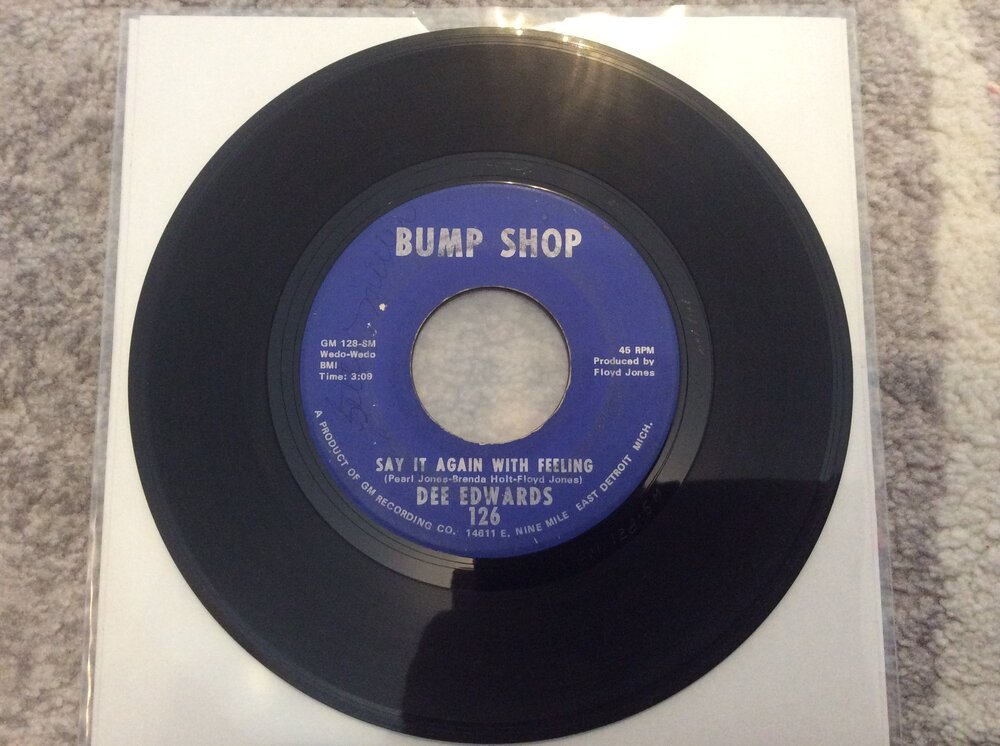 BUMP SHOP
GM 128-SM
Wedo-Wedo
BMI
Time: 3:09
45 RPM
Produced by
Floyd Jones
SAY IT AGAIN WITH FEELING
(Pearl Jones-Brenda Holt-Floyd Jones)
DEE EDWARDS
126
A PRODUCT OF GM RECORDING CO. 14611 E. NINE MILE EAST DETROIT MICH.